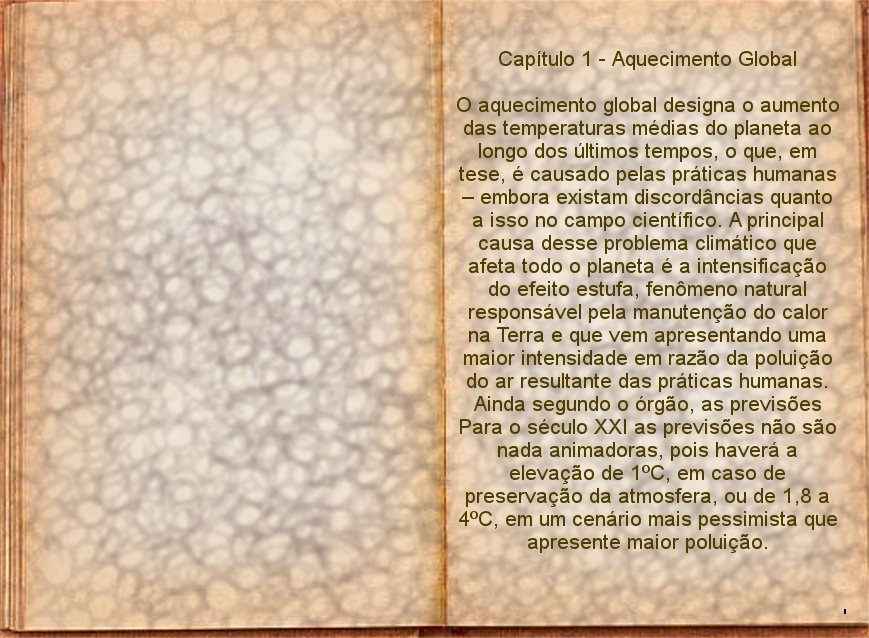 Capítulo 1 - Aquecimento Global
O aquecimento global designa o aumento
das temperaturas médias do planeta ao
longo dos últimos tempos, o que, em
tese, é causado pelas práticas humanas
– embora existam discordâncias quanto
a isso no campo científico. A principal
causa desse problema climático que
afeta todo o planeta é a intensificação
do efeito estufa, fenômeno natural
responsável pela manutenção do calor
na Terra e que vem apresentando uma
maior intensidade em razão da poluição
do ar resultante das práticas humanas.
Ainda segundo o órgão, as previsões
Para o século XXI as previsões não são
nada animadoras, pois haverá a
elevação de 1ºC, em caso de
preservação da atmosfera, ou de 1,8 a
4ºC, em um cenário mais pessimista que
apresente maior poluição.